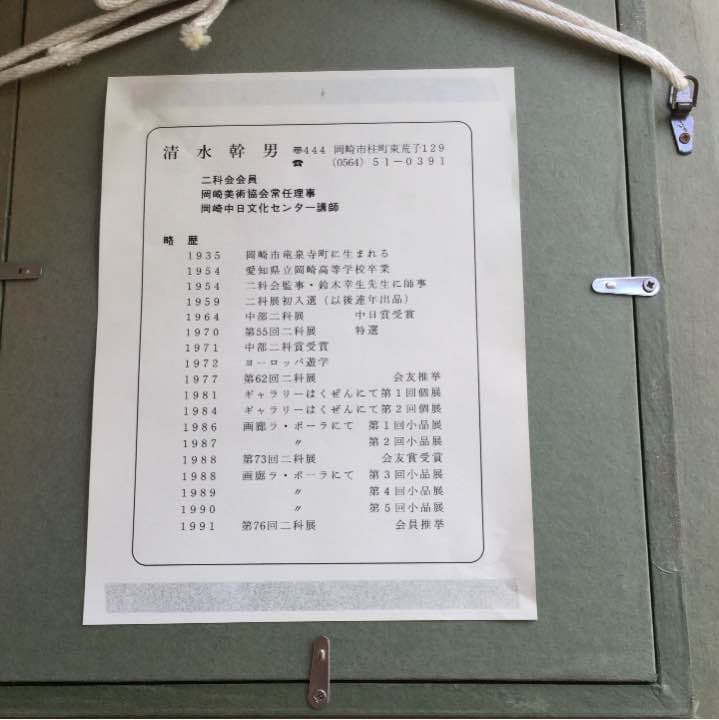 清水幹男 〒444 岡崎市柱町東荒子129
☎ (0564) 51-0391
二科会会員
岡崎美術協会常任理事
岡崎中日文化センター講師
略歴
1935 岡崎市竜泉寺町に生まれる
1954 愛知県立岡崎高等学校卒業
1954 二科会監事・鈴木幸生先生に師事
1959 二科展初入選(以後連年出品)
1964 中部二科展 中日賞受賞
1970 第55回二科展 特選
1971 中部二科賞受賞
1972 ヨーロッパ遊学
1977 第62回二科展 会友推挙
1981 ギャラリーはくぜんにて第1回個展
1984 ギャラリーはくぜんにて第2回個展
1986 画廊ラ・ポーラにて 第1回小品展
1987 〃 第2回小品展
1988 第73回二科展 会友賞受賞
1988 画廊ラ・ポーラにて 第3回小品展
1989 〃 第4回小品展
1990 〃 第5回小品展
1991 第76回二科展 会員推挙